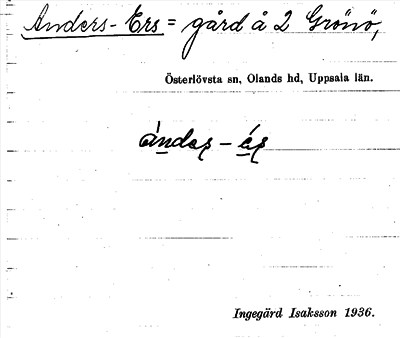 Anders-Ers = gård å 2 Grönö,
Österlövsta sn, Olands hd, Uppsala län.
Ingegärd Isaksson 1936.